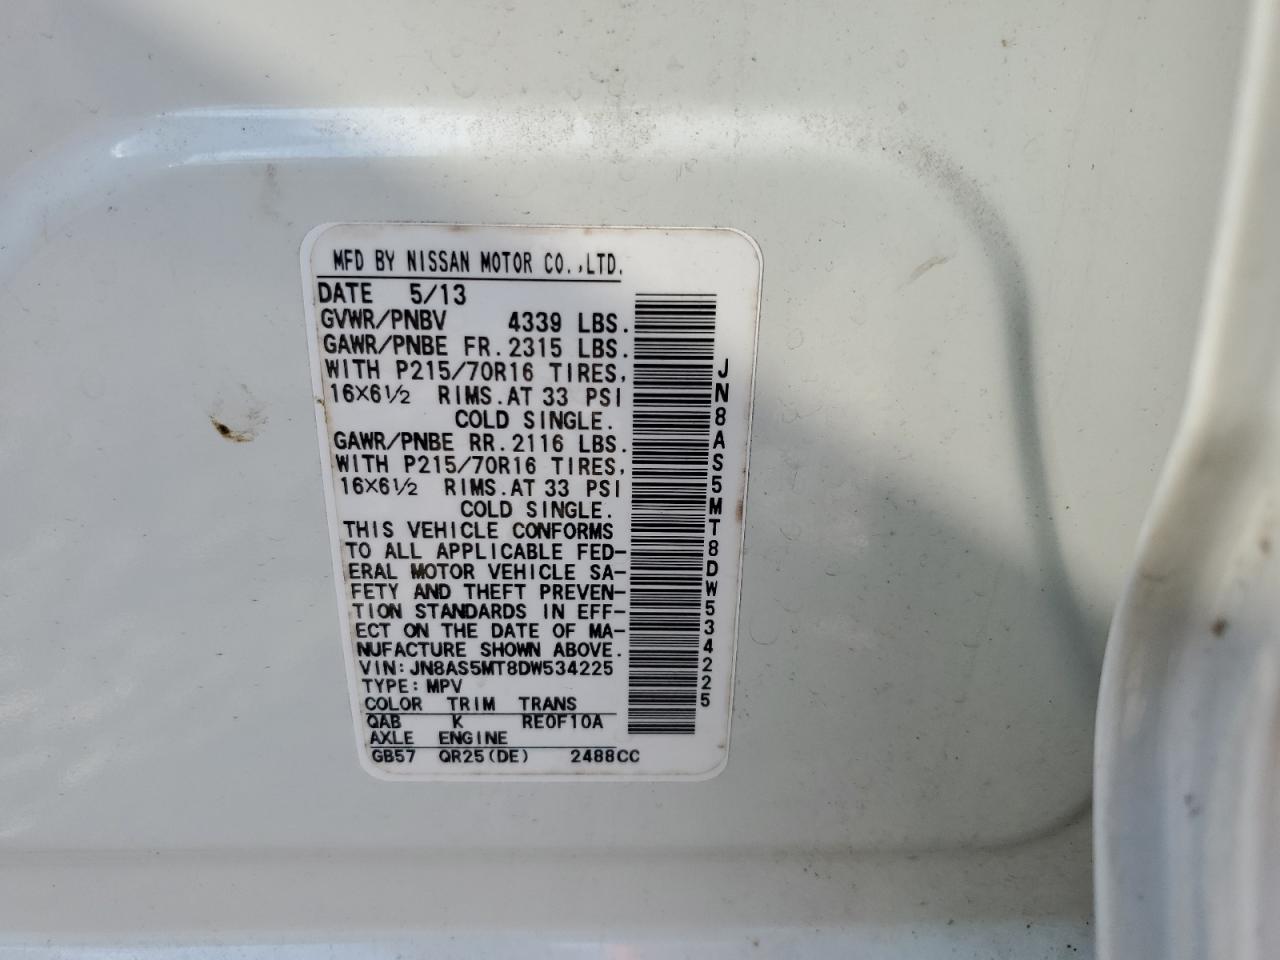 MFD BY NISSAN MOTOR CO.,LTD.
DATE 5/13
GVWR/PNBV 4339 LBS.
GAWR/PNBE FR.2315 LBS.
WITH P215/70R16 TIRES,
16X6½ RIMS.AT 33 PSI
COLD SINGLE.
GAWR/PNBE RR.2116 LBS.
WITH P215/70R16 TIRES,
16X6½ RIMS.AT 33 PSI
COLD SINGLE.
THIS VEHICLE CONFORMS
TO ALL APPLICABLE FED-
ERAL MOTOR VEHICLE SA-
FETY AND THEFT PREVEN-
TION STANDARDS IN EFF-
ECT ON THE DATE OF MA-
NUFACTURE SHOWN ABOVE.
VIN:JN8AS5MT8DW534225
TYPE:MPV
COLOR TRIM TRANS
QAB K RE0F10A
AXLE ENGINE
GB57 QR25(DE) 2488CC
JN8AS5MT8DW534225